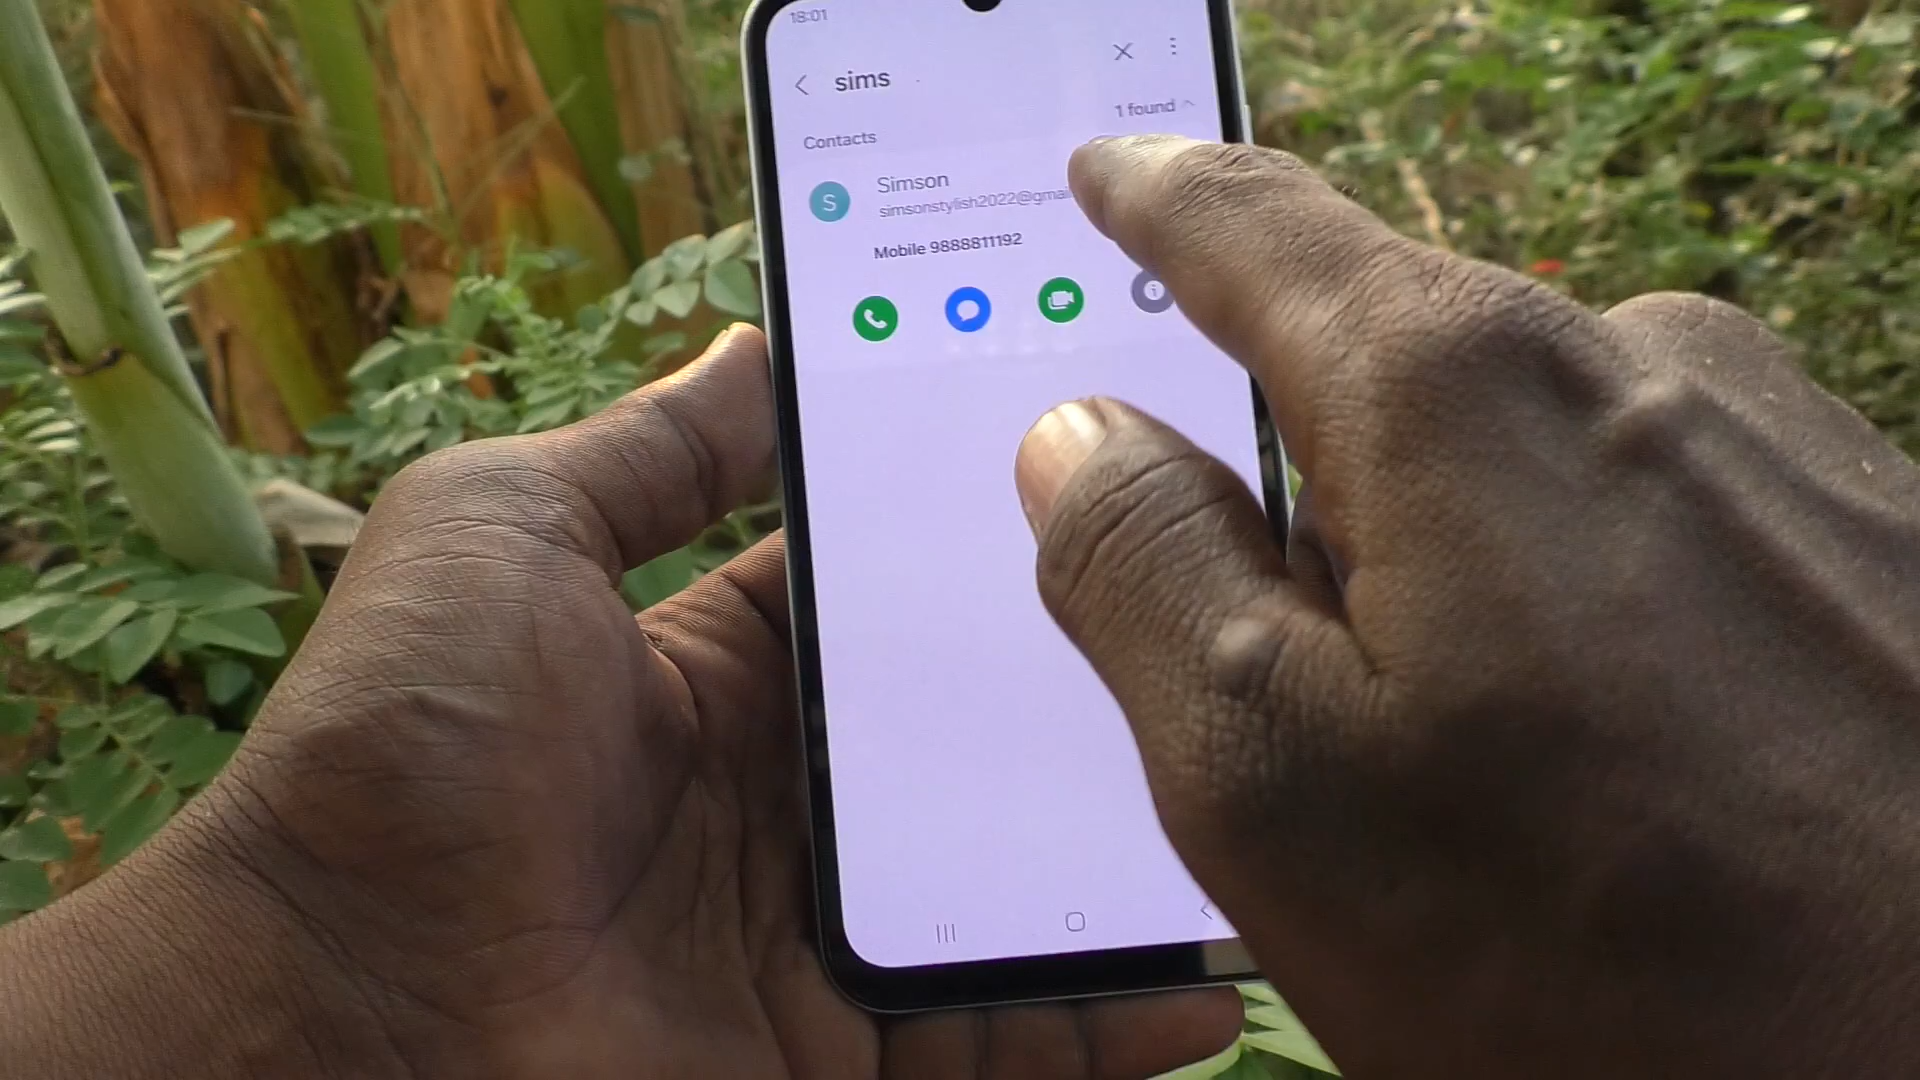 18:01
sims
1 found
Contacts
S
Simson
simsonstylish2022@gmai
Mobile 9888811192